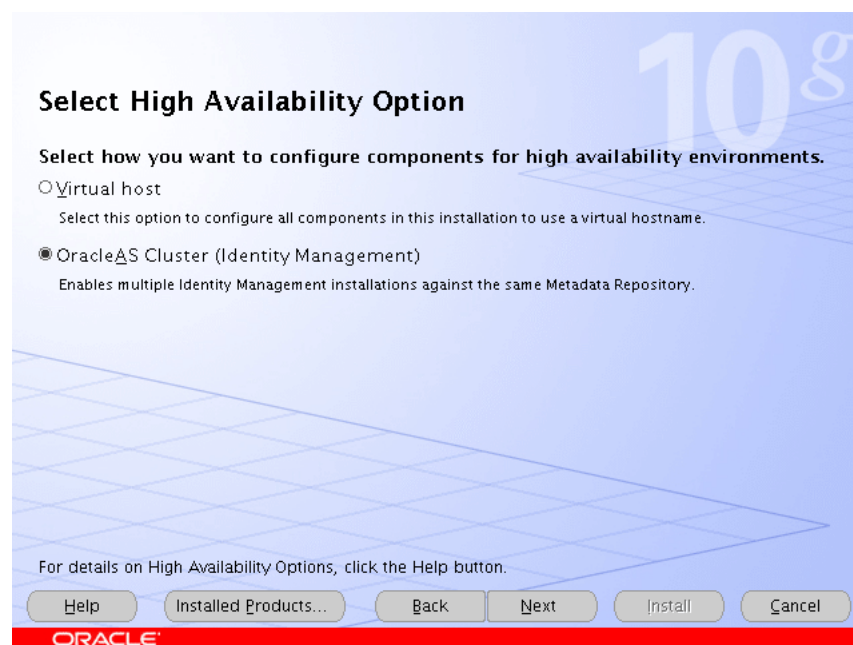 10g
Select High Availability Option
Select how you want to configure components for high availability environments.
Virtual host
Select this option to configure all components in this installation to use a virtual hostname.
OracleAS Cluster (Identity Management)
Enables multiple Identity Management installations against the same Metadata Repository.
For details on High Availability Options, click the Help button.
Help Installed Products... Back Next Install Cancel
ORACLE